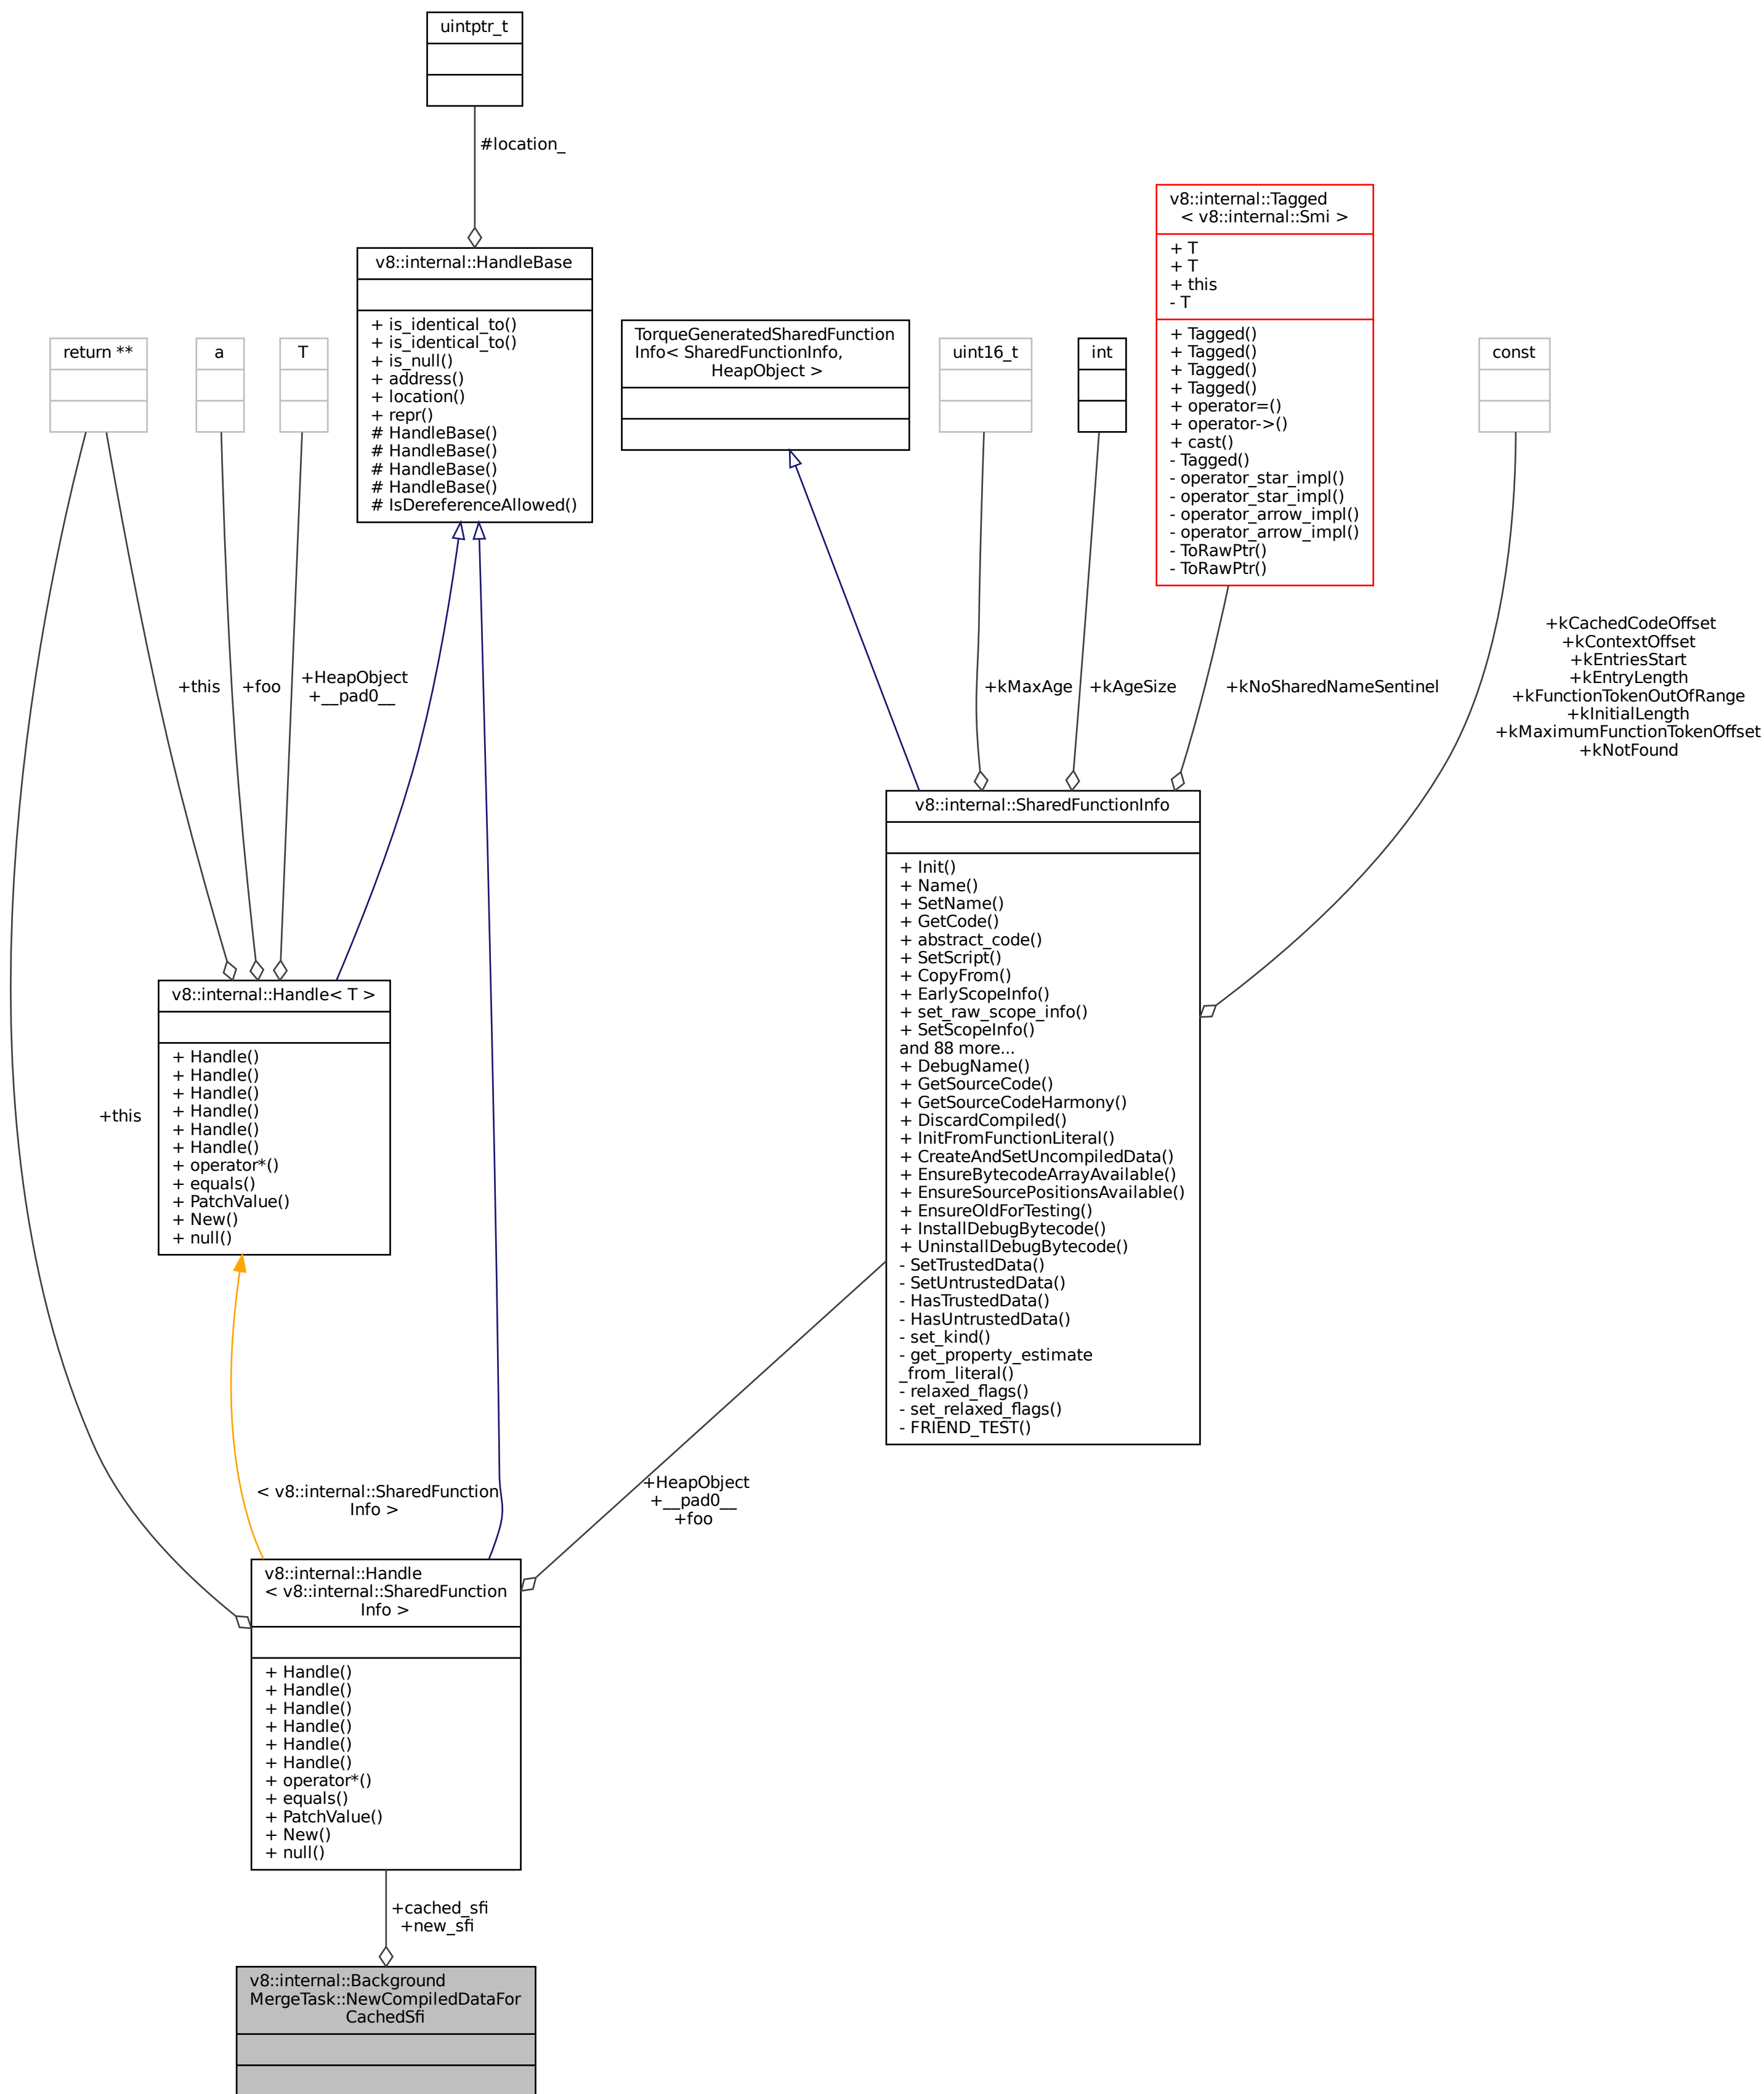 uintptr_t
#location_
v8::internal::Tagged
< v8::internal::Smi >
+ T
+ T
+ this
- T
+ Tagged()
+ Tagged()
+ Tagged()
+ Tagged()
+ operator=()
+ operator->()
+ cast()
- Tagged()
- operator_star_impl()
- operator_star_impl()
- operator_arrow_impl()
- operator_arrow_impl()
- ToRawPtr()
- ToRawPtr()
v8::internal::HandleBase
+ is_identical_to()
+ is_identical_to()
+ is_null()
+ address()
+ location()
+ repr()
# HandleBase()
# HandleBase()
# HandleBase()
# HandleBase()
# IsDereferenceAllowed()
TorqueGeneratedSharedFunction
Info< SharedFunctionInfo,
HeapObject >
return **
a
T
uint16_t
int
const
+this
+foo
+HeapObject
+__pad0__
+kMaxAge
+kAgeSize
+kNoSharedNameSentinel
+kCachedCodeOffset
+kContextOffset
+kEntriesStart
+kEntryLength
+kFunctionTokenOutOfRange
+kInitialLength
+kMaximumFunctionTokenOffset
+kNotFound
v8::internal::SharedFunctionInfo
+ Init()
+ Name()
+ SetName()
+ GetCode()
+ abstract_code()
+ SetScript()
+ CopyFrom()
+ EarlyScopeInfo()
+ set_raw_scope_info()
+ SetScopeInfo()
and 88 more...
+ DebugName()
+ GetSourceCode()
+ GetSourceCodeHarmony()
+ DiscardCompiled()
+ InitFromFunctionLiteral()
+ CreateAndSetUncompiledData()
+ EnsureBytecodeArrayAvailable()
+ EnsureSourcePositionsAvailable()
+ EnsureOldForTesting()
+ InstallDebugBytecode()
+ UninstallDebugBytecode()
- SetTrustedData()
- SetUntrustedData()
- HasTrustedData()
- HasUntrustedData()
- set_kind()
- get_property_estimate
_from_literal()
- relaxed_flags()
- set_relaxed_flags()
- FRIEND_TEST()
v8::internal::Handle< T >
+ Handle()
+ Handle()
+ Handle()
+ Handle()
+ Handle()
+ Handle()
+ operator*()
+ equals()
+ PatchValue()
+ New()
+ null()
+this
< v8::internal::SharedFunction
Info >
+HeapObject
+__pad0__
+foo
v8::internal::Handle
< v8::internal::SharedFunction
Info >
+ Handle()
+ Handle()
+ Handle()
+ Handle()
+ Handle()
+ Handle()
+ operator*()
+ equals()
+ PatchValue()
+ New()
+ null()
+cached_sfi
+new_sfi
v8::internal::Background
MergeTask::NewCompiledDataFor
CachedSfi